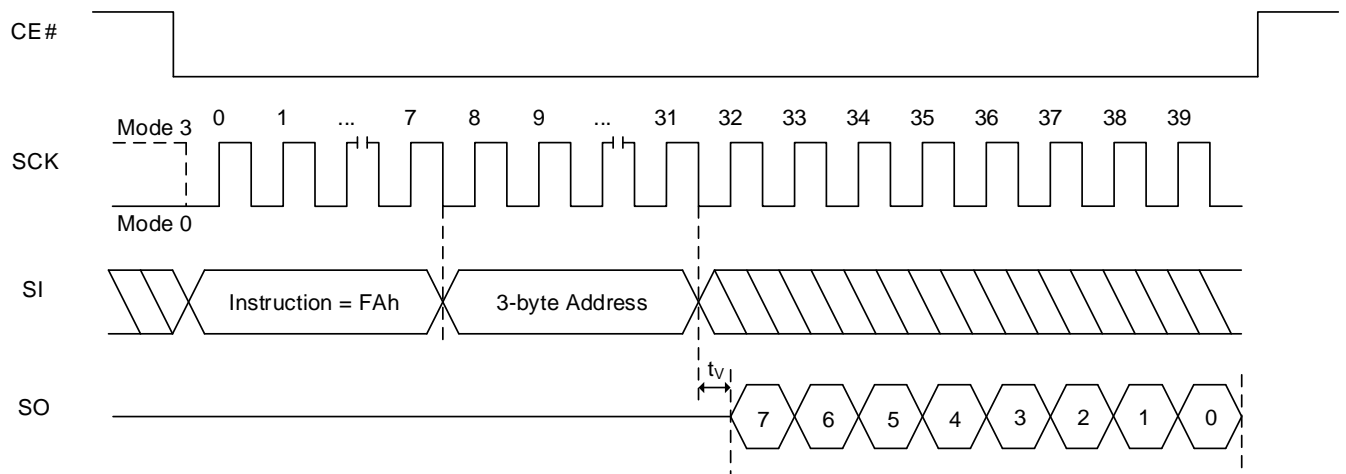 CE#
Mode 3 0 1 ... 7 8 9 ... 31 32 33 34 35 36 37 38 39
SCK
Mode 0
SI Instruction = FAh 3-byte Address
tV
SO 7 6 5 4 3 2 1 0